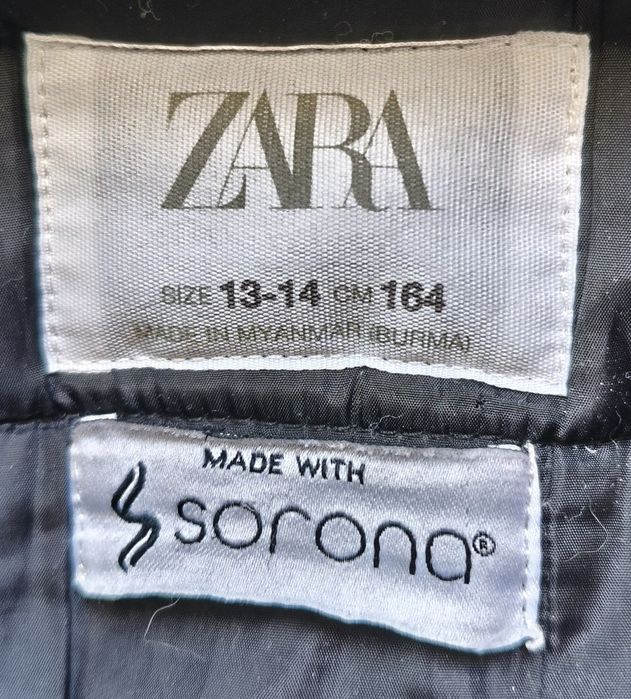 ZARA
SIZE 13-14 CM 164
MADE IN MYANMAR (BURMA)
MADE WITH
sorona®